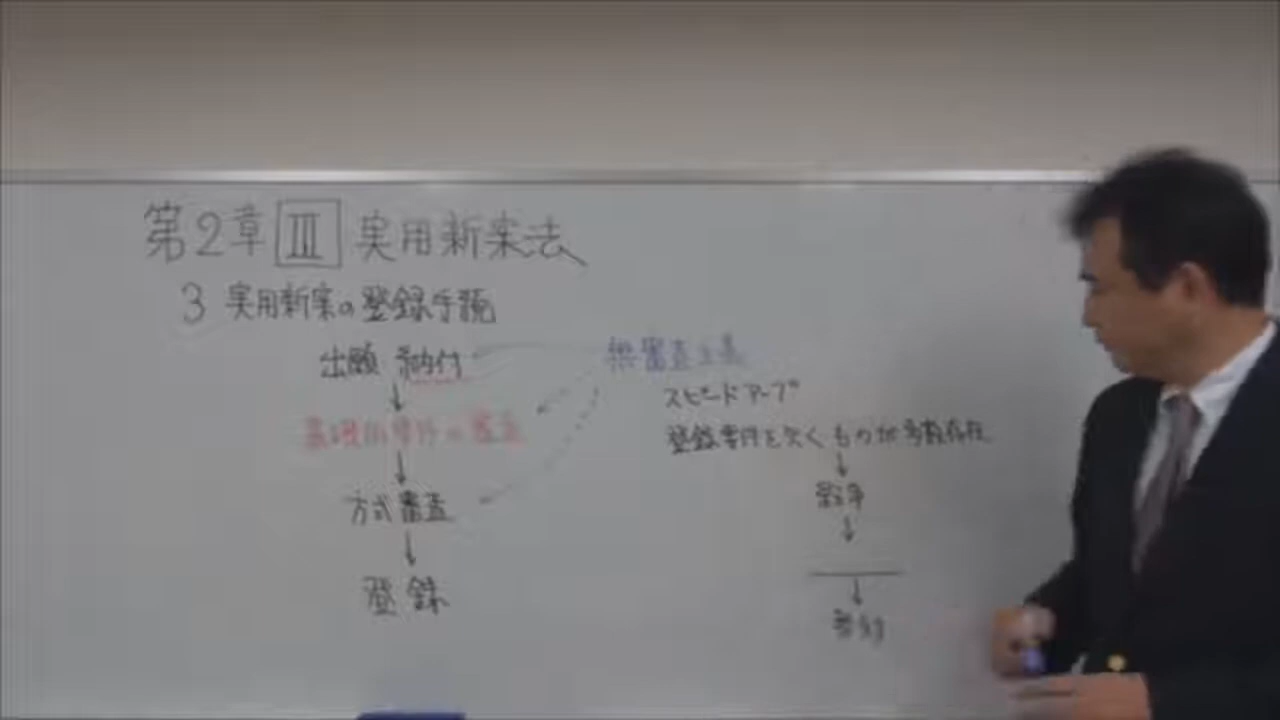 第2章 Ⅲ 実用新案法
3 実用新案の登録手続
出願 納付
基礎的要件の審査
方式審査
登録
無審査主義
スピードアップ
登録要件を欠くものが多数存在
紛争